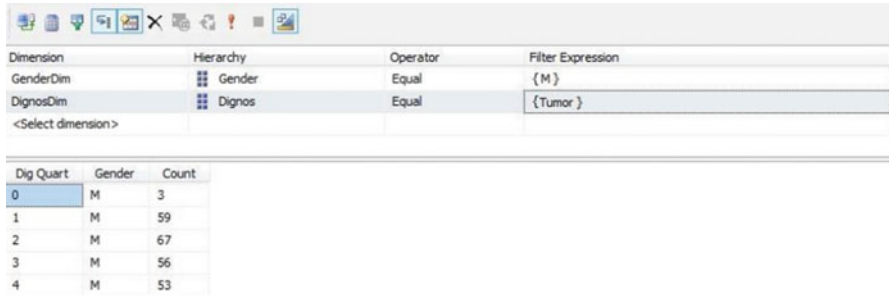 Dimension Hierarchy Operator Filter Expression
GenderDim Gender Equal { M }
DignosDim Dignos Equal { Tumor }
<Select dimension>
Dig Quart Gender Count
0 M 3
1 M 59
2 M 67
3 M 56
4 M 53